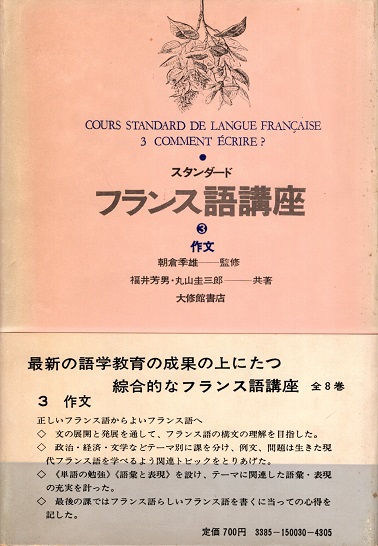 COURS STANDARD DE LANGUE FRANÇAISE
3 COMMENT ÉCRIRE?
スタンダード
フランス語講座
3
作文
朝倉季雄──監修
福井芳男・丸山圭三郎──共著
大修館書店
最新の語学教育の成果の上にたつ
綜合的なフランス語講座 全8巻
3 作文
正しいフランス語からよいフランス語へ
◇ 文の展開と発展を通して、フランス語の構文の理解を目指した。
◇ 政治・経済・文学などテーマ別に課を分け、例文、問題は生きた現
代フランス語を学べるよう関連トピックをとりあげた。
◇ 《単語の勉強》《語彙と表現》を設け、テーマに関連した語彙・表現
の充実を計った。
◇ 最後の課ではフランス語らしいフランス語を書くに当っての心得を
記した。
定価 700円 3385-150030-4305